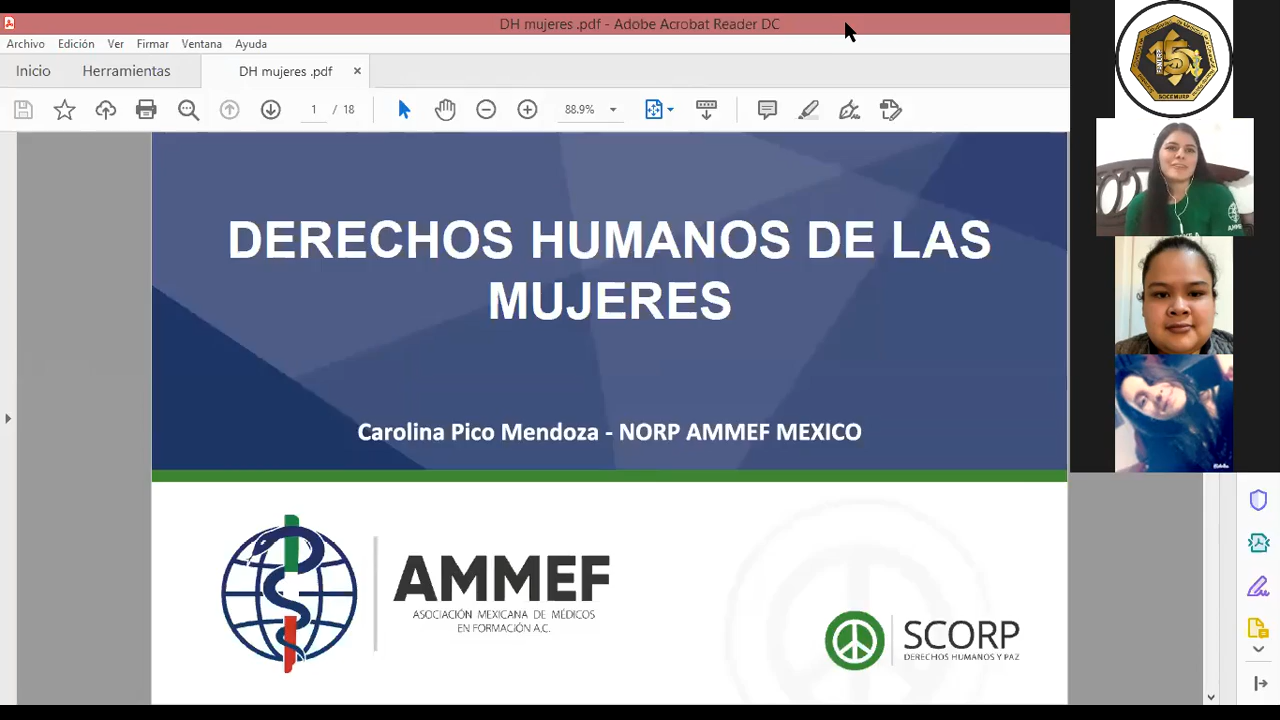 DH mujeres .pdf - Adobe Acrobat Reader DC
Archivo Edición Ver Firmar Ventana Ayuda
Inicio Herramientas DH mujeres .pdf ×
1 / 18 88.9%
DERECHOS HUMANOS DE LAS
MUJERES
Carolina Pico Mendoza - NORP AMMEF MEXICO
AMMEF
ASOCIACIÓN MEXICANA DE MÉDICOS
EN FORMACIÓN A.C.
SCORP
DERECHOS HUMANOS Y PAZ
15
SOCEMURP